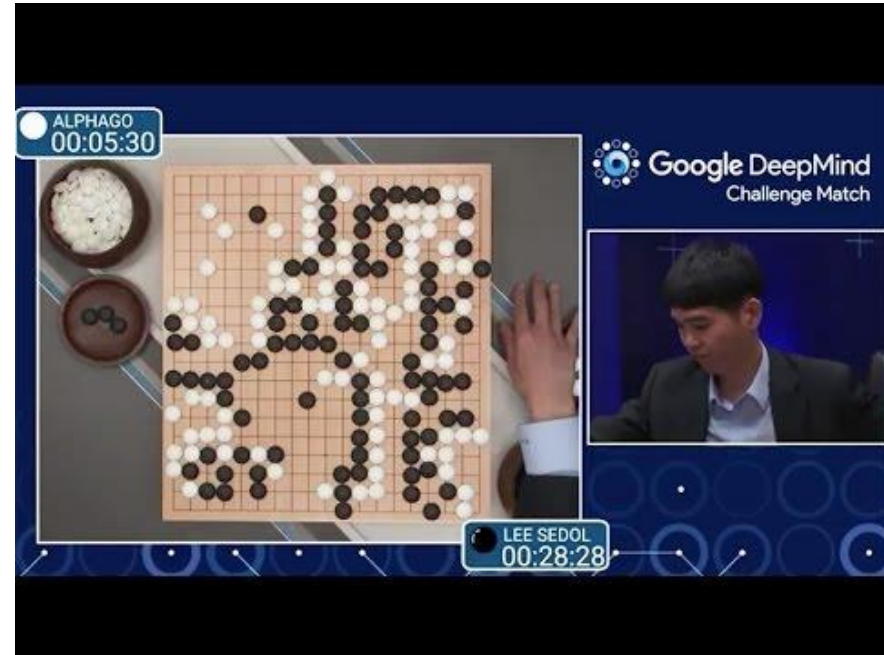 ALPHAGO
00:05:30
Google DeepMind
Challenge Match
LEE SEDOL
00:28:28